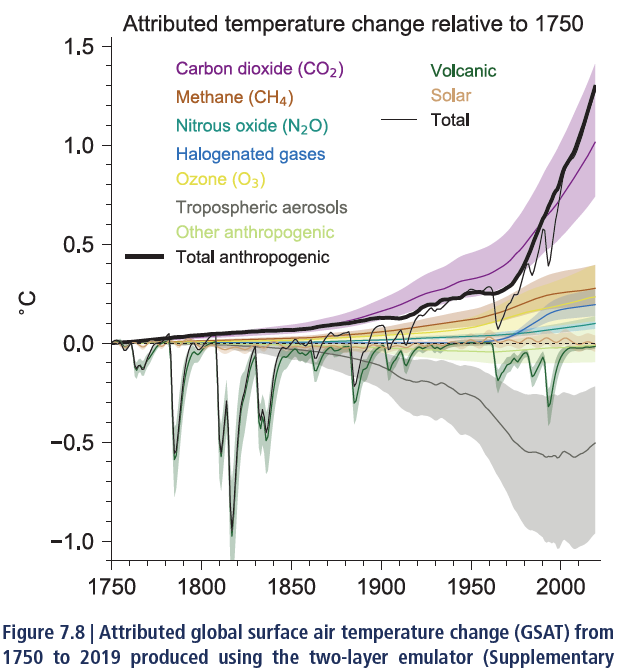 Attributed temperature change relative to 1750
1.5
1.0
0.5
0.0
−0.5
−1.0
°C
Carbon dioxide (CO₂)
Methane (CH₄)
Nitrous oxide (N₂O)
Halogenated gases
Ozone (O₃)
Tropospheric aerosols
Other anthropogenic
Total anthropogenic
Volcanic
Solar
Total
1750 1800 1850 1900 1950 2000
Figure 7.8 | Attributed global surface air temperature change (GSAT) from
1750 to 2019 produced using the two-layer emulator (Supplementary